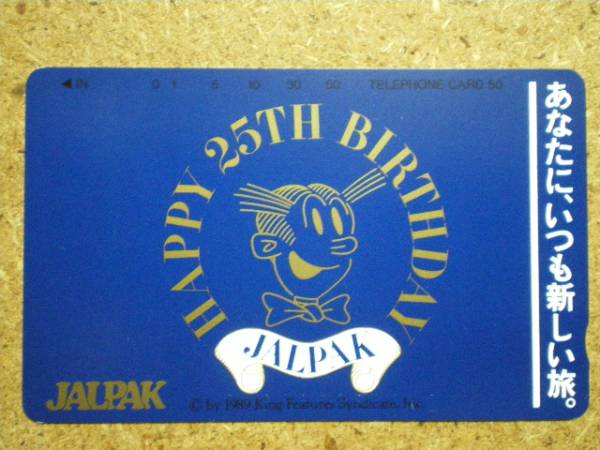 ◀IN 0 1 5 10 30 50 TELEPHONE CARD 50
HAPPY 25TH BIRTHDAY
JALPAK
JALPAK
© by 1989 King Features Syndicate, Inc.
あなたに、いつも新しい旅。